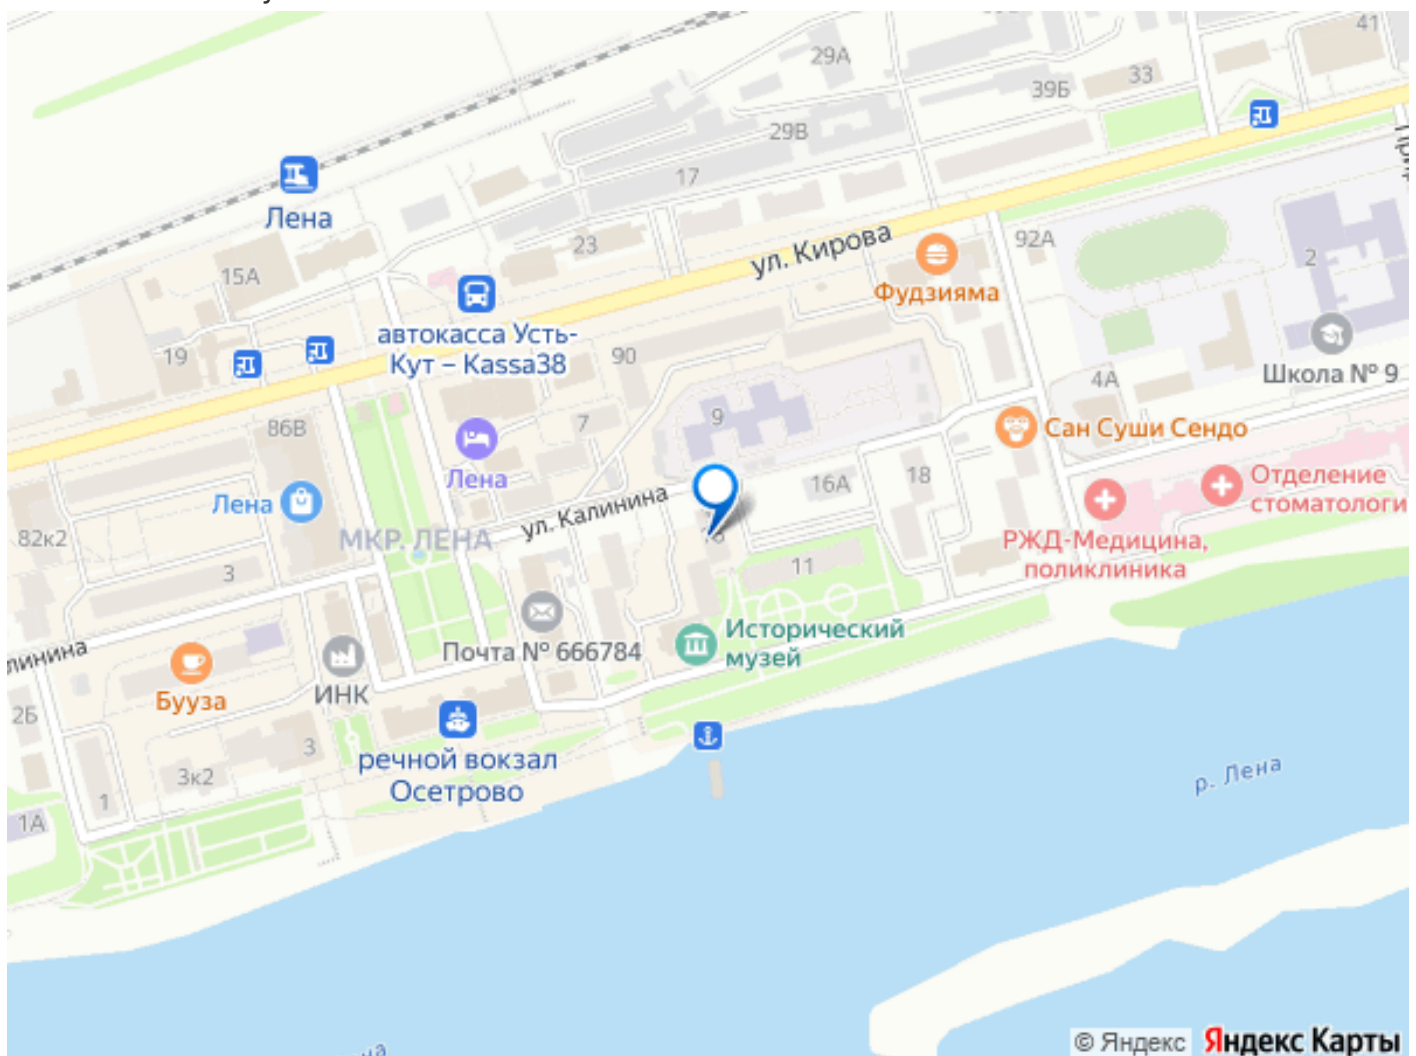 41
29А
33
39Б
29В
17
Лена
ул. Кирова
92А
23
2
15А
Фудзияма
автокасса Усть-
Кут – Kassa38
19
90
Школа № 9
4А
9
7
86В
Сан Суши Сендо
Лена
18
16А
Отделение
стоматологи
Лена
ул. Калинина
82к2
МКР. ЛЕНА
РЖД-Медицина,
поликлиника
11
3
Исторический
музей
Почта № 666784
линина
ИНК
Бууза
2Б
3
речной вокзал
Осетрово
3к2
р. Лена
1
1А
© Яндекс Яндекс Карты